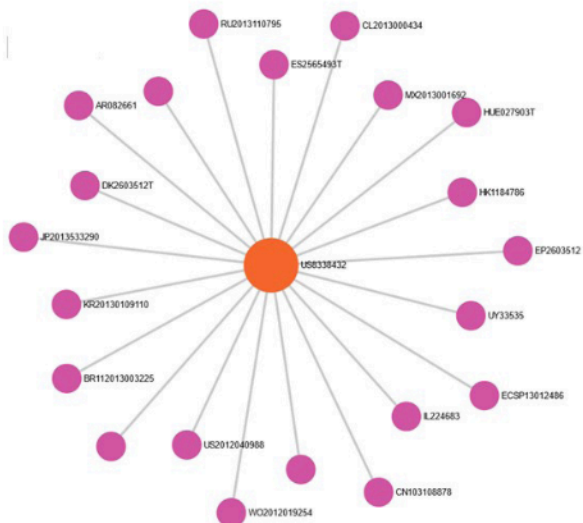 RU2013110795
CL2013000434
ES2565493T
MX2013001692
AR082661
HUE027903T
DK2603512T
HK1184786
JP2013533290
EP2603512
US8338432
KR20130109110
UY33535
BR112013003225
ECSP13012486
IL224683
US2012040988
CN103108878
WO2012019254